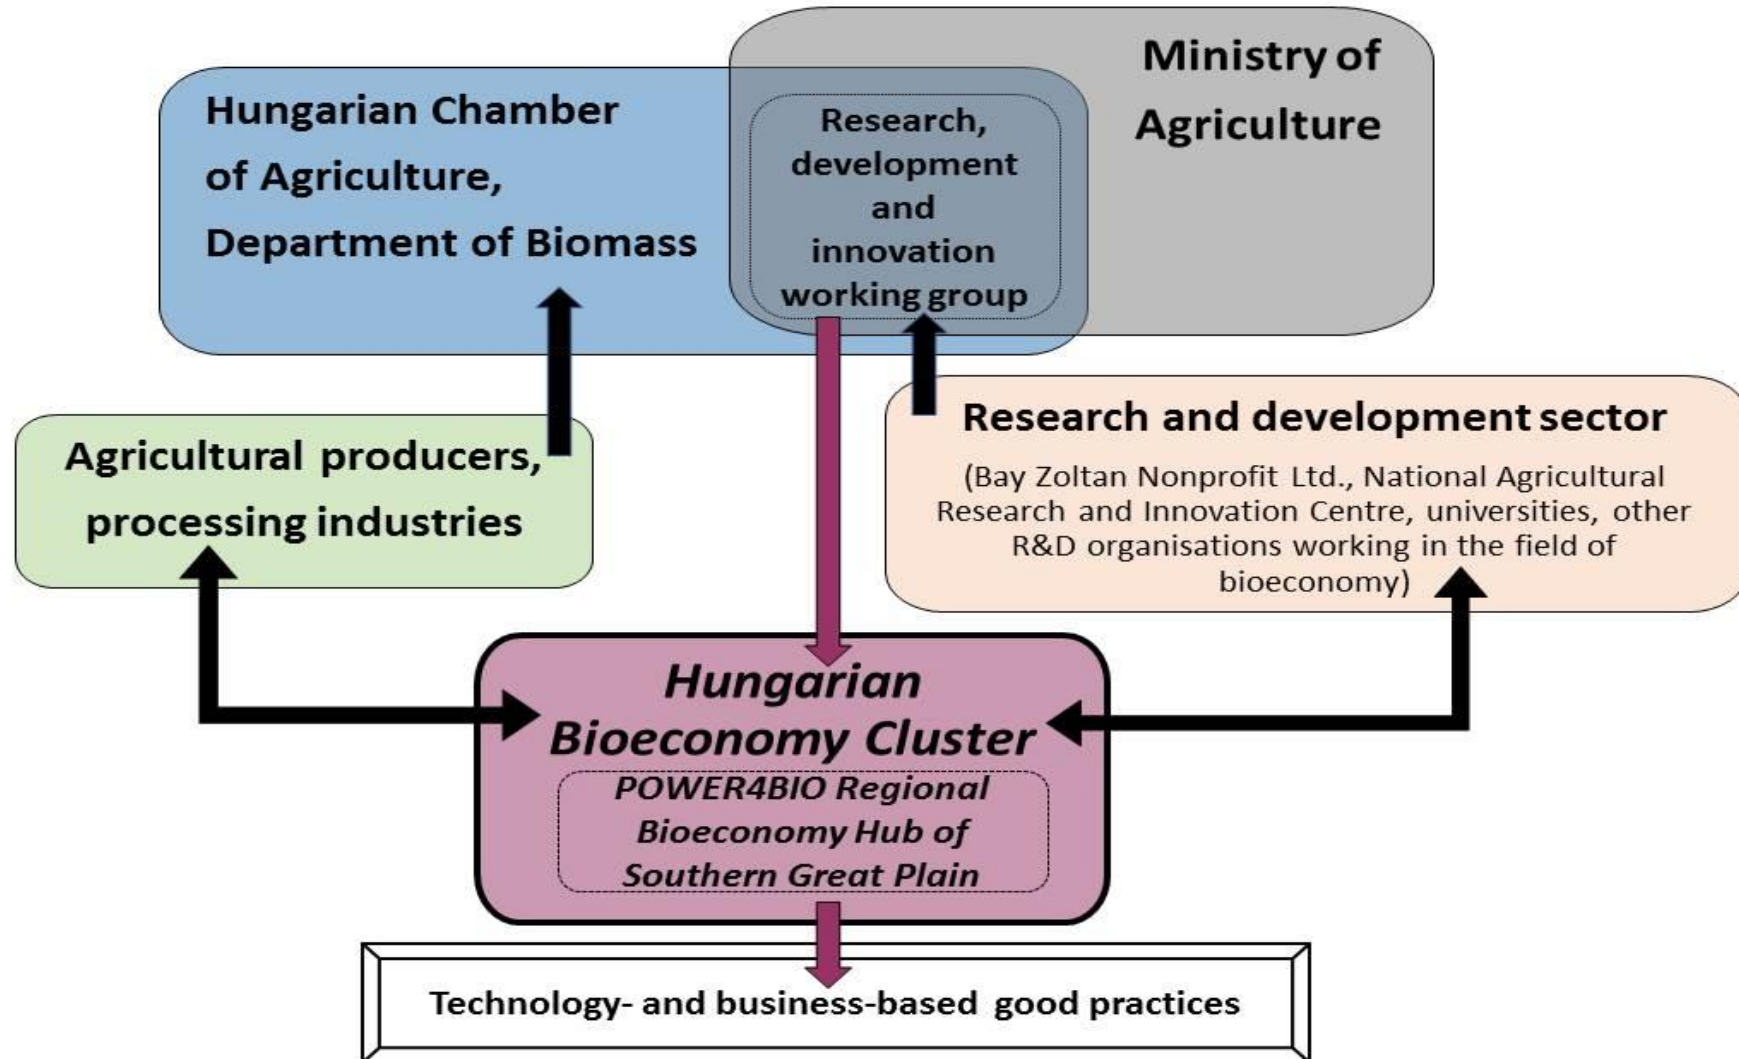 Ministry of
Agriculture
Hungarian Chamber
of Agriculture,
Department of Biomass
Research,
development
and
innovation
working group
Agricultural producers,
processing industries
Research and development sector
(Bay Zoltan Nonprofit Ltd., National Agricultural
Research and Innovation Centre, universities, other
R&D organisations working in the field of
bioeconomy)
Hungarian
Bioeconomy Cluster
POWER4BIO Regional
Bioeconomy Hub of
Southern Great Plain
Technology- and business-based good practices